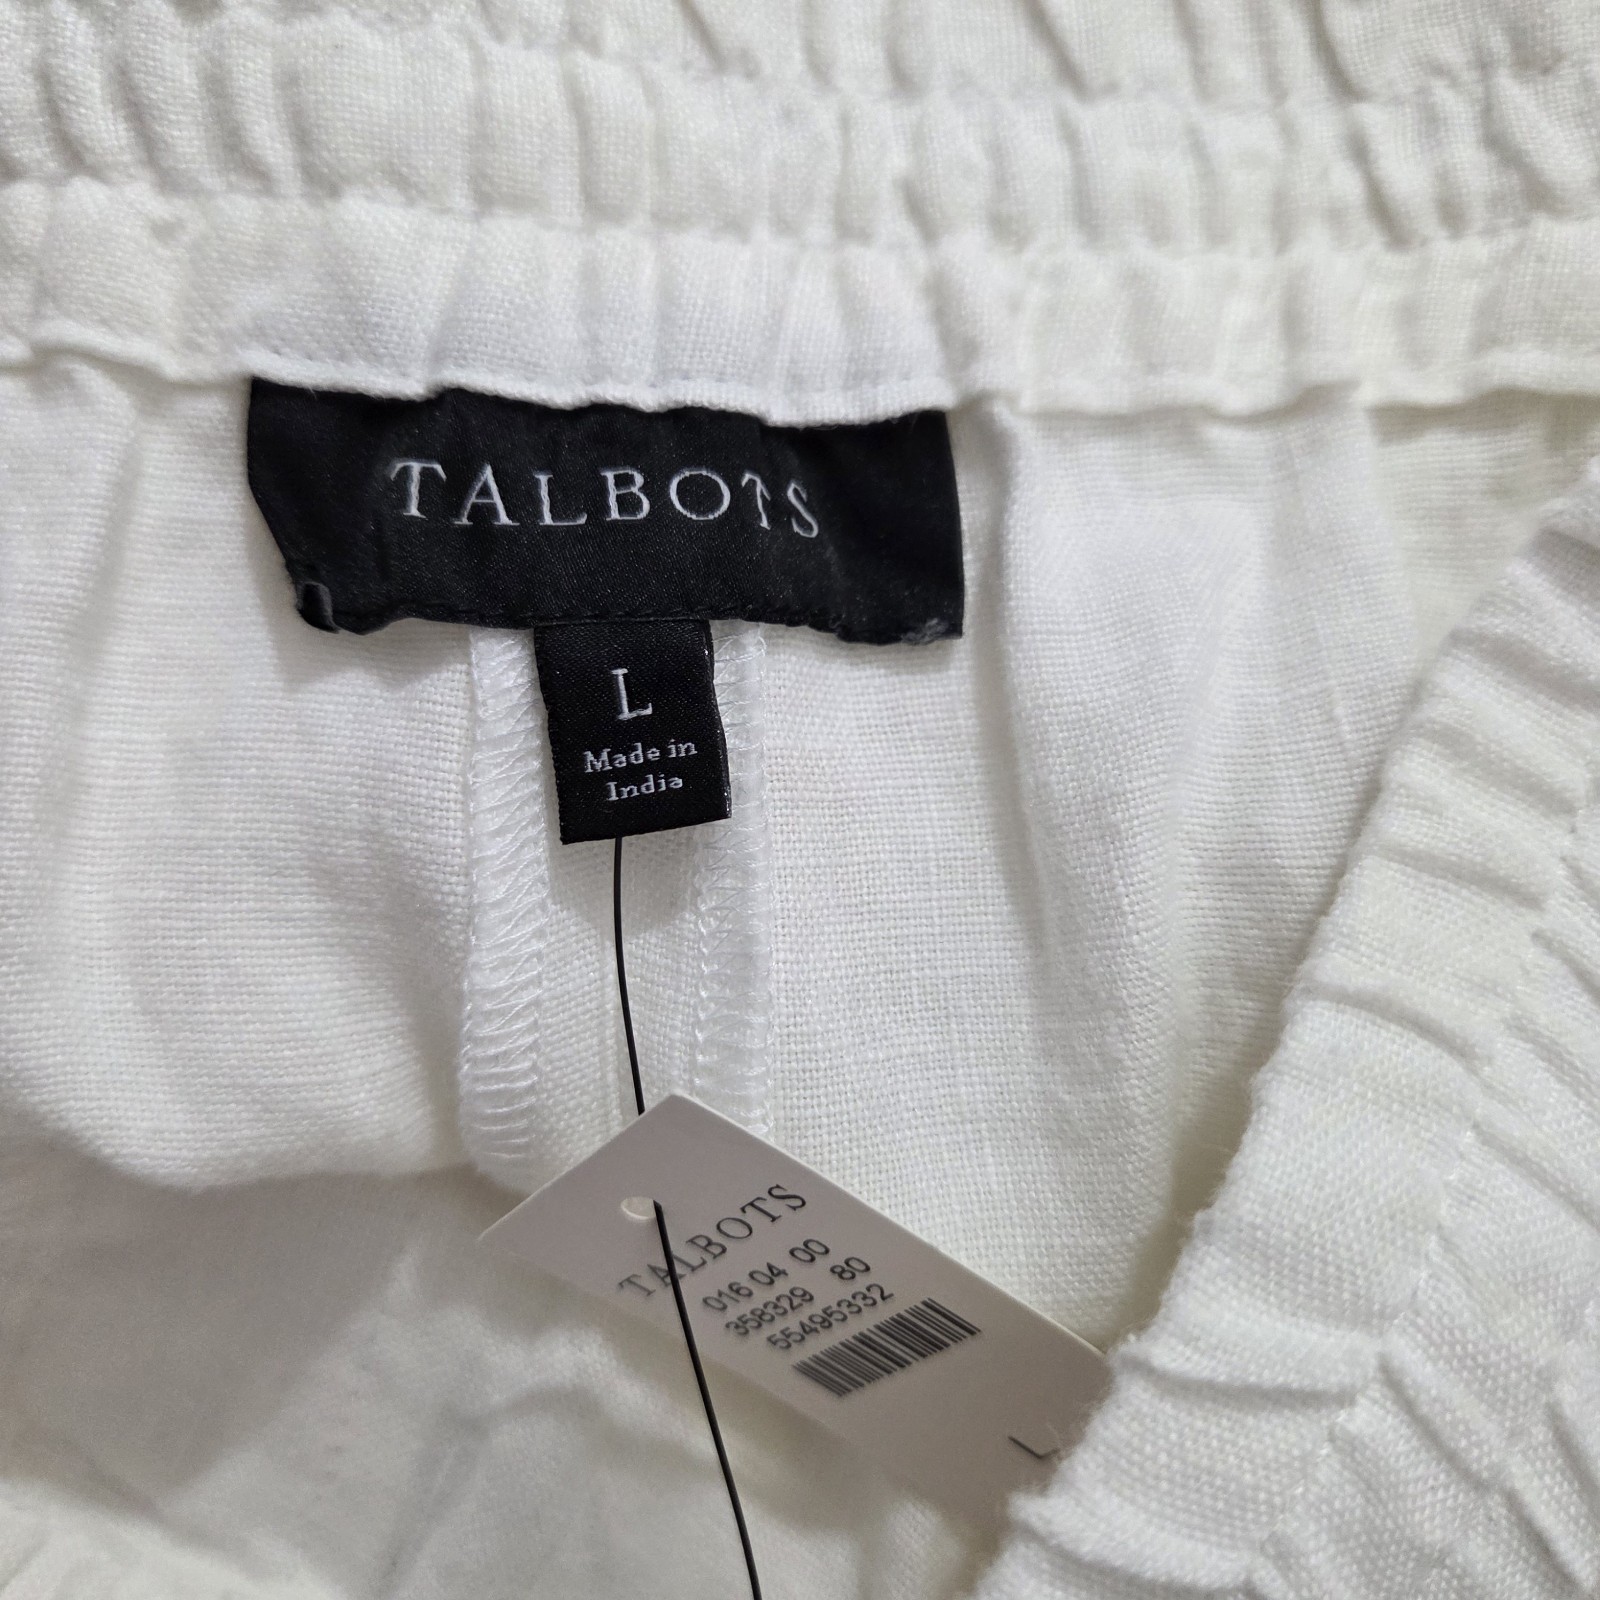 TALBOTS
L
Made in
India
TALBOTS
016 04 00
358329 80
55495332
L